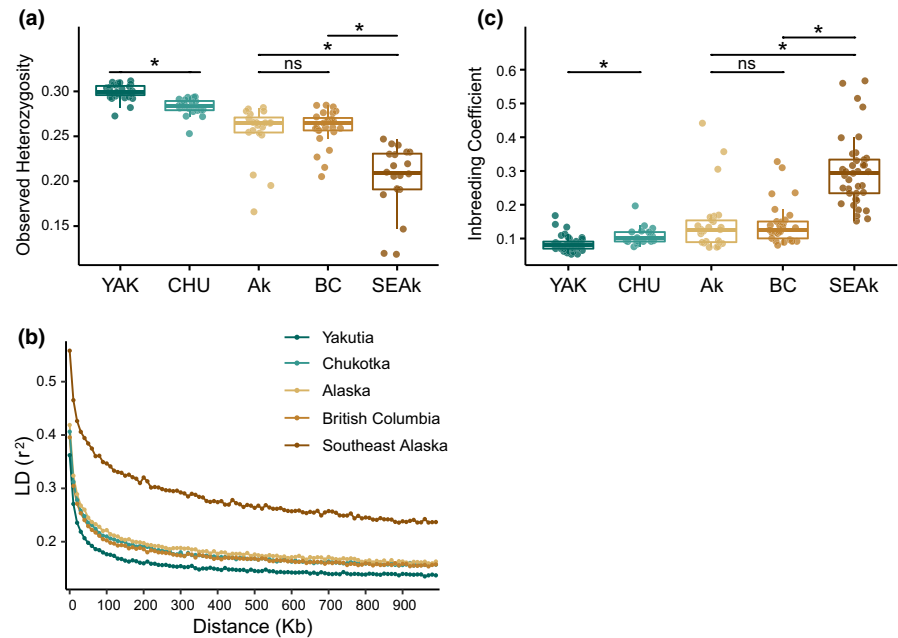 (a)
Observed Heterozygosity
0.30
0.25
0.20
0.15
*
*
*
ns
YAK CHU Ak BC SEAk
(c)
Inbreeding Coefficient
0.6
0.5
0.4
0.3
0.2
0.1
*
*
*
ns
YAK CHU Ak BC SEAk
(b)
LD (r²)
0.5
0.4
0.3
0.2
Yakutia
Chukotka
Alaska
British Columbia
Southeast Alaska
0 100 200 300 400 500 600 700 800 900
Distance (Kb)